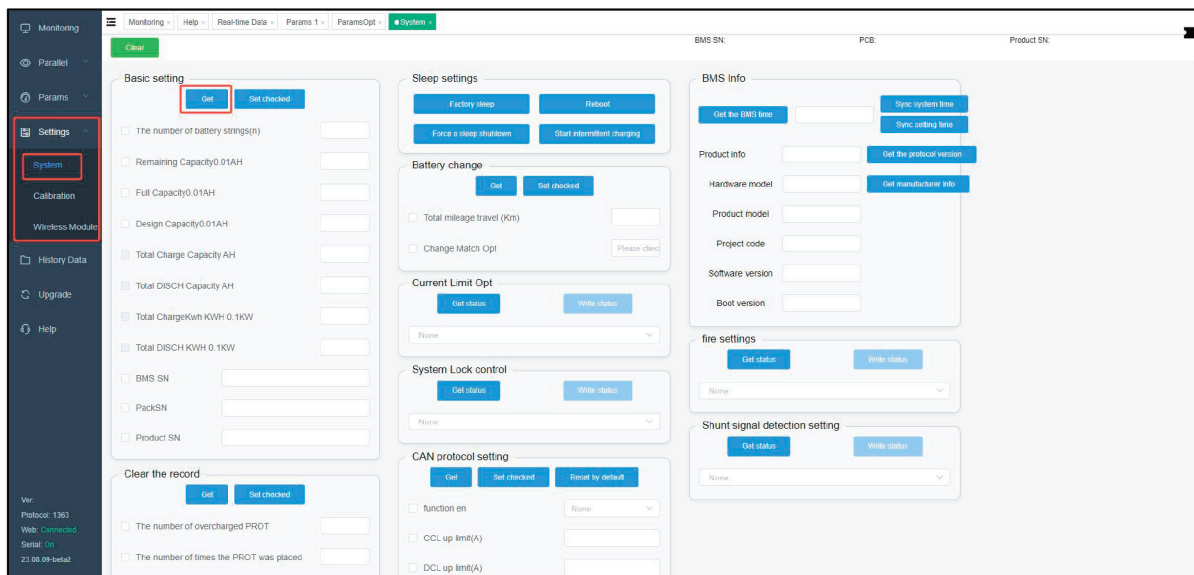 Monitoring
Parallel
Params
Settings
System
Calibration
Wireless Module
History Data
Upgrade
Help
Ver:
Protocol: 1363
Web: Connected
Serial: On
23.08.09-beta2
Monitoring × Help × Real-time Data × Params 1 × ParamsOpt × System ×
Clear
BMS SN: PCB: Product SN:
Basic setting
Get Set checked
The number of battery strings(n)
Remaining Capacity0.01AH
Full Capacity0.01AH
Design Capacity0.01AH
Total Charge Capacity AH
Total DISCH Capacity AH
Total ChargeKwh KWH 0.1KW
Total DISCH KWH 0.1KW
BMS SN
PackSN
Product SN
Clear the record
Get Set checked
The number of overcharged PROT
The number of times the PROT was placed
Sleep settings
Factory sleep Reboot
Force a sleep shutdown Start intermittent charging
Battery change
Get Set checked
Total mileage travel (Km)
Change Match Opt Please chec
Current Limit Opt
Get status Write status
None
System Lock control
Get status Write status
None
CAN protocol setting
Get Set checked Reset by default
function en None
CCL up limit(A)
DCL up limit(A)
BMS Info
Get the BMS time Sync system time
Sync setting time
Product info Get the protocol version
Hardware model Get manufacturer info
Product model
Project code
Software version
Boot version
fire settings
Get status Write status
None
Shunt signal detection setting
Get status Write status
None